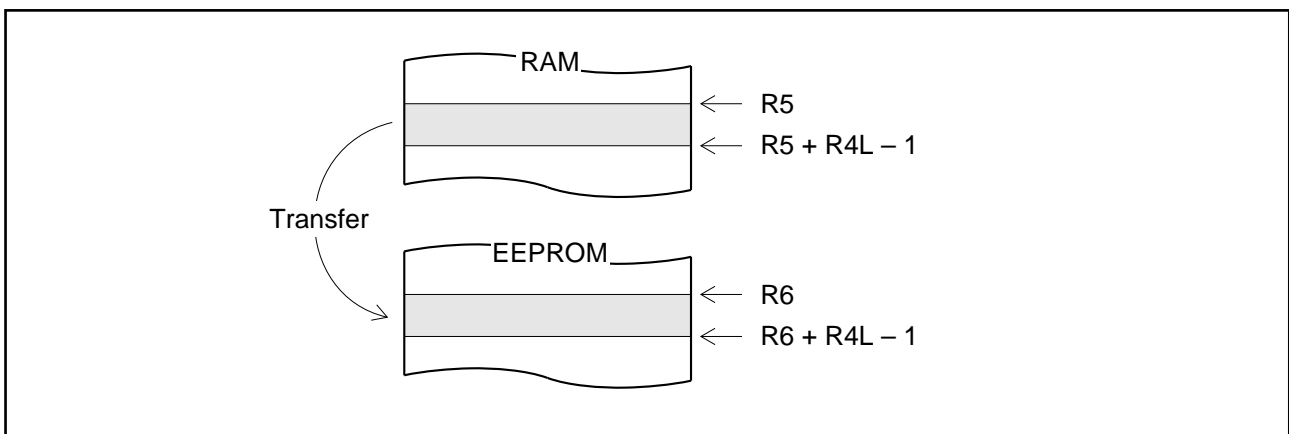 RAM
R5
R5 + R4L – 1
Transfer
EEPROM
R6
R6 + R4L – 1